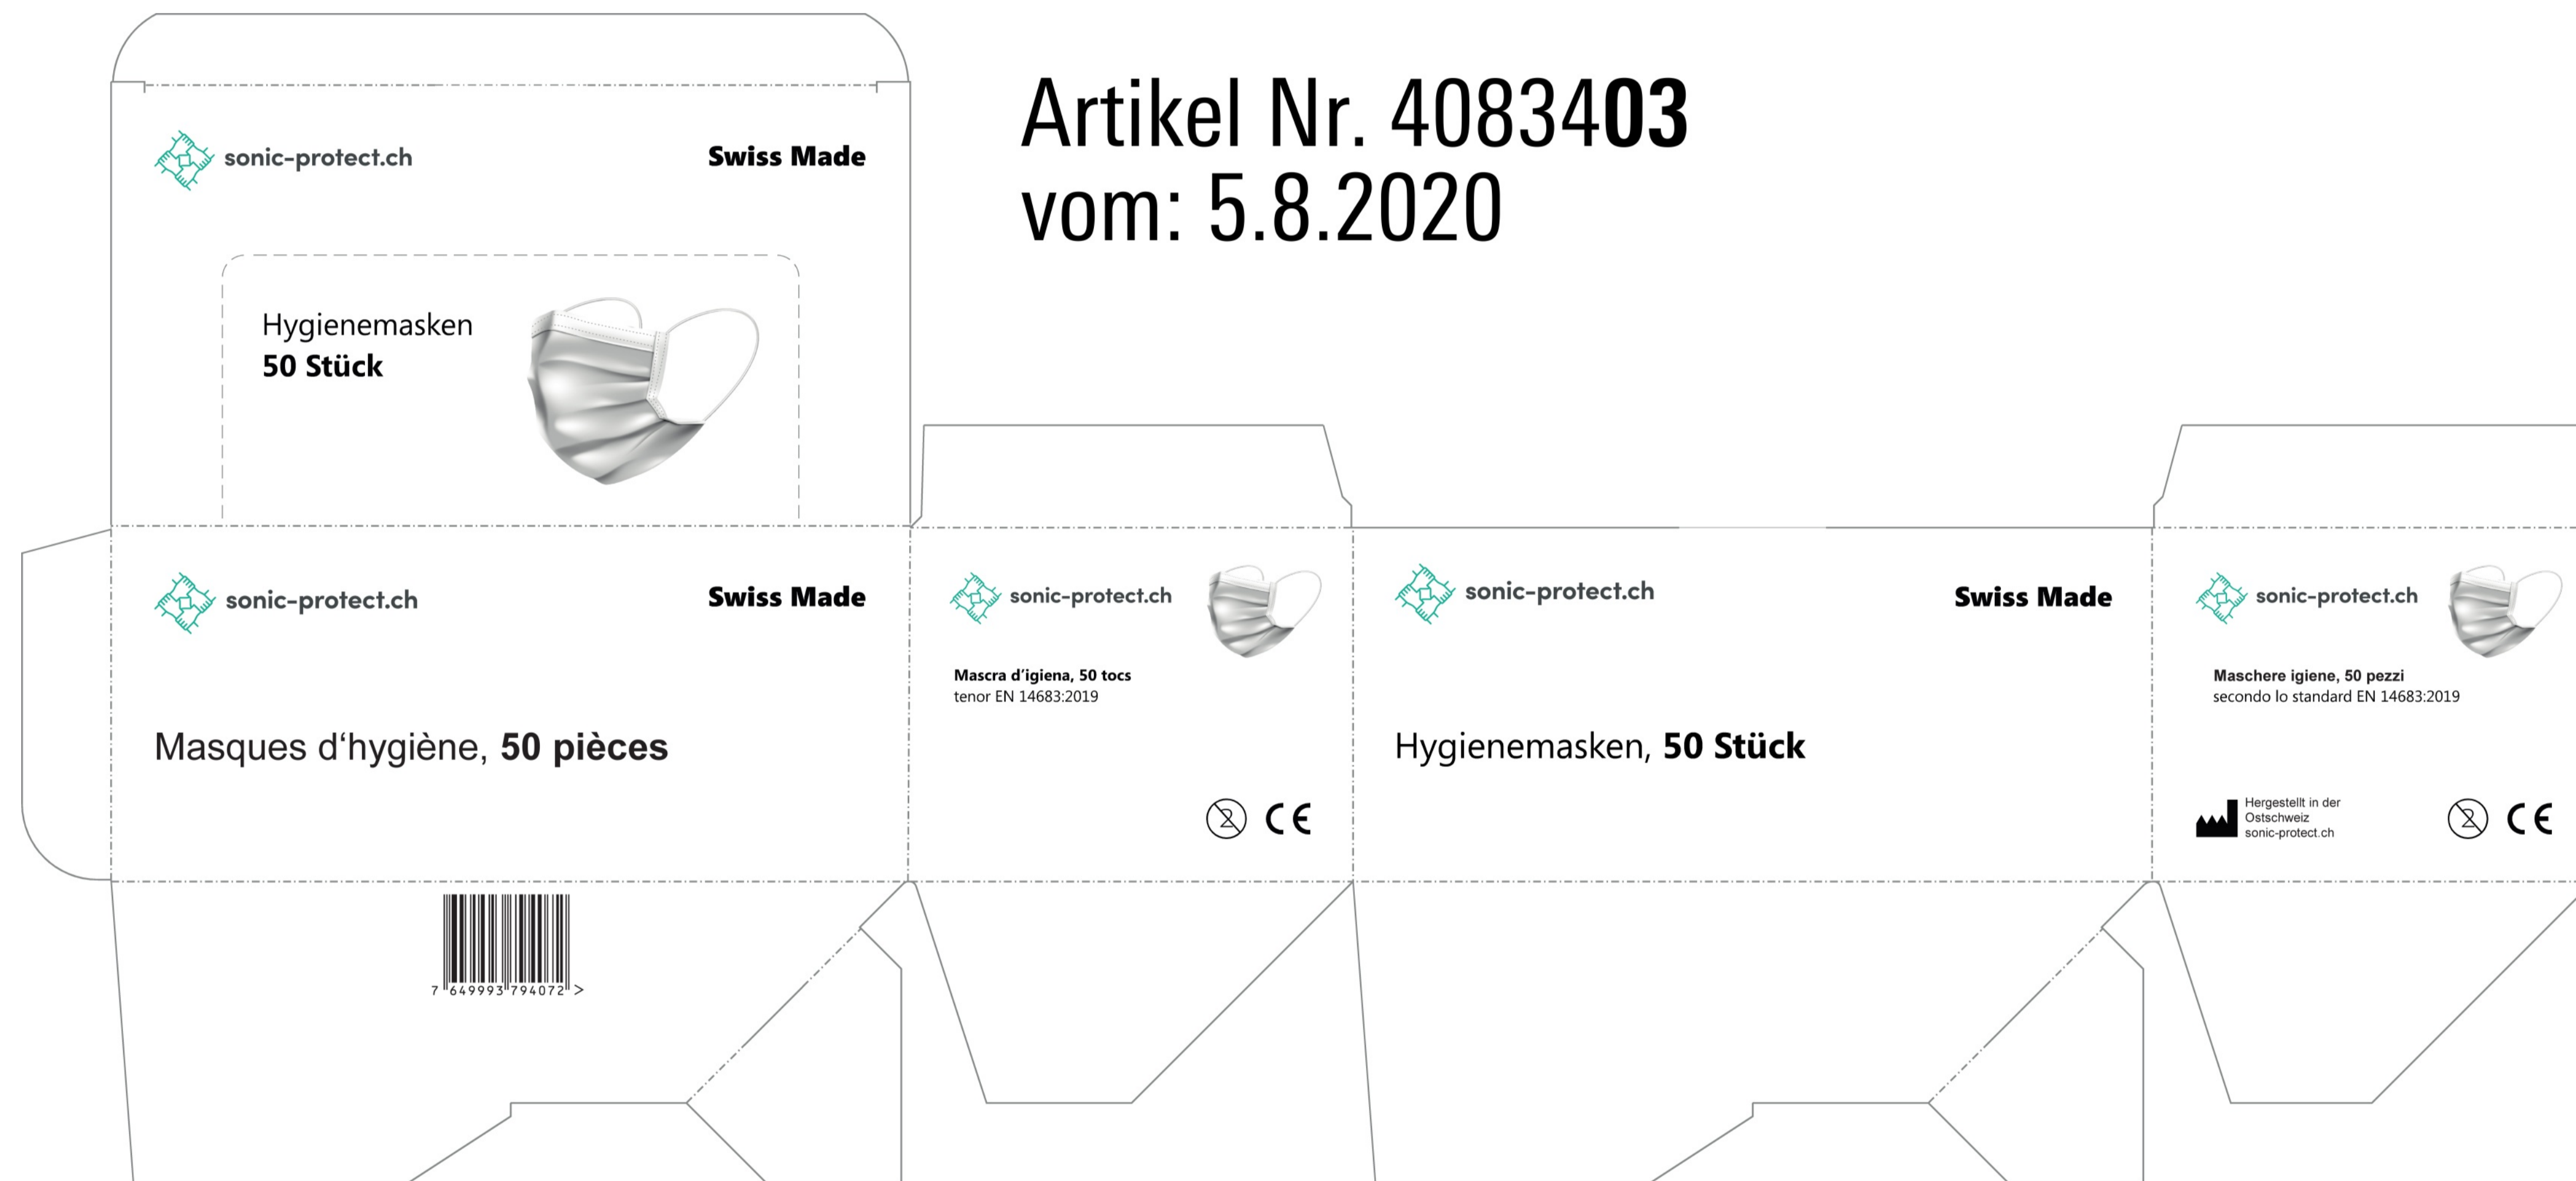 Artikel Nr. 4083403
vom: 5.8.2020
sonic-protect.ch
Swiss Made
Hygienemasken
50 Stück
sonic-protect.ch
Swiss Made
Masques d‘hygiène, 50 pièces
sonic-protect.ch
Mascra d’igiena, 50 tocs
tenor EN 14683:2019
2 CE
sonic-protect.ch
Swiss Made
Hygienemasken, 50 Stück
sonic-protect.ch
Maschere igiene, 50 pezzi
secondo lo standard EN 14683:2019
Hergestellt in der
Ostschweiz
sonic-protect.ch
2 CE
7 649993 794072 >